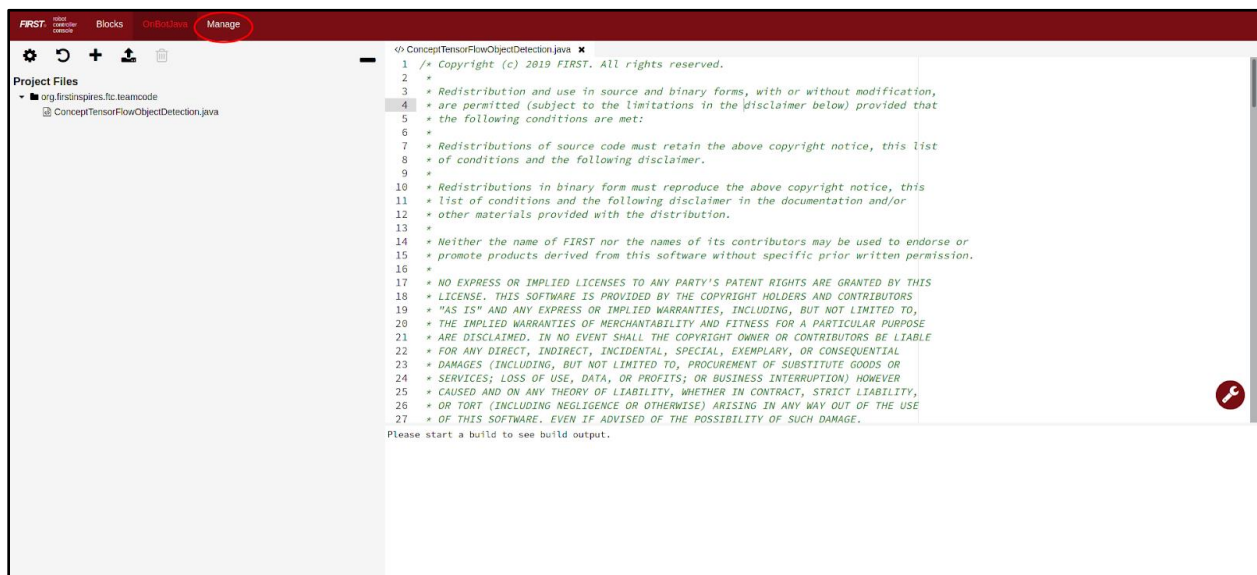 FIRST. robot controller console Blocks OnBotJava Manage
Project Files
org.firstinspires.ftc.teamcode
ConceptTensorFlowObjectDetection.java
</> ConceptTensorFlowObjectDetection.java ✖
1 /* Copyright (c) 2019 FIRST. All rights reserved.
2 *
3 * Redistribution and use in source and binary forms, with or without modification,
4 * are permitted (subject to the limitations in the disclaimer below) provided that
5 * the following conditions are met:
6 *
7 * Redistributions of source code must retain the above copyright notice, this list
8 * of conditions and the following disclaimer.
9 *
10 * Redistributions in binary form must reproduce the above copyright notice, this
11 * list of conditions and the following disclaimer in the documentation and/or
12 * other materials provided with the distribution.
13 *
14 * Neither the name of FIRST nor the names of its contributors may be used to endorse or
15 * promote products derived from this software without specific prior written permission.
16 *
17 * NO EXPRESS OR IMPLIED LICENSES TO ANY PARTY'S PATENT RIGHTS ARE GRANTED BY THIS
18 * LICENSE. THIS SOFTWARE IS PROVIDED BY THE COPYRIGHT HOLDERS AND CONTRIBUTORS
19 * "AS IS" AND ANY EXPRESS OR IMPLIED WARRANTIES, INCLUDING, BUT NOT LIMITED TO,
20 * THE IMPLIED WARRANTIES OF MERCHANTABILITY AND FITNESS FOR A PARTICULAR PURPOSE
21 * ARE DISCLAIMED. IN NO EVENT SHALL THE COPYRIGHT OWNER OR CONTRIBUTORS BE LIABLE
22 * FOR ANY DIRECT, INDIRECT, INCIDENTAL, SPECIAL, EXEMPLARY, OR CONSEQUENTIAL
23 * DAMAGES (INCLUDING, BUT NOT LIMITED TO, PROCUREMENT OF SUBSTITUTE GOODS OR
24 * SERVICES; LOSS OF USE, DATA, OR PROFITS; OR BUSINESS INTERRUPTION) HOWEVER
25 * CAUSED AND ON ANY THEORY OF LIABILITY, WHETHER IN CONTRACT, STRICT LIABILITY,
26 * OR TORT (INCLUDING NEGLIGENCE OR OTHERWISE) ARISING IN ANY WAY OUT OF THE USE
27 * OF THIS SOFTWARE. EVEN IF ADVISED OF THE POSSIBILITY OF SUCH DAMAGE.
Please start a build to see build output.